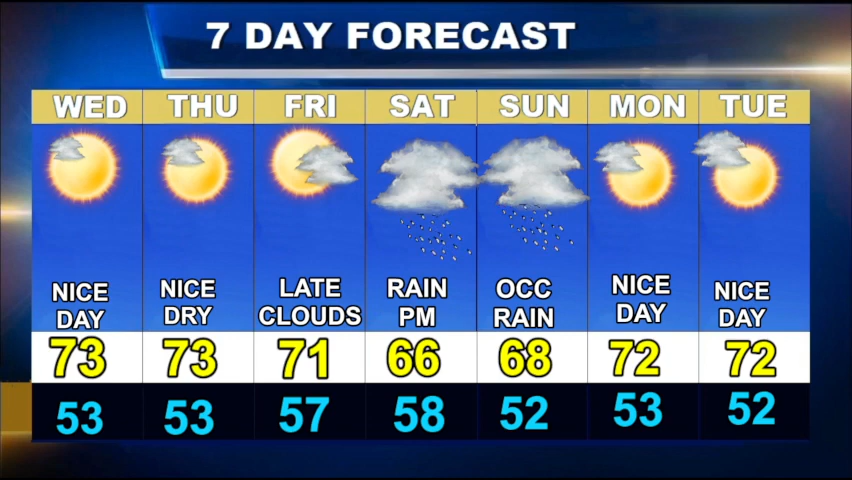 7 DAY FORECAST
WED THU FRI SAT SUN MON TUE
NICE DAY
NICE DRY
LATE CLOUDS
RAIN PM
OCC RAIN
NICE DAY
NICE DAY
73 73 71 66 68 72 72
53 53 57 58 52 53 52